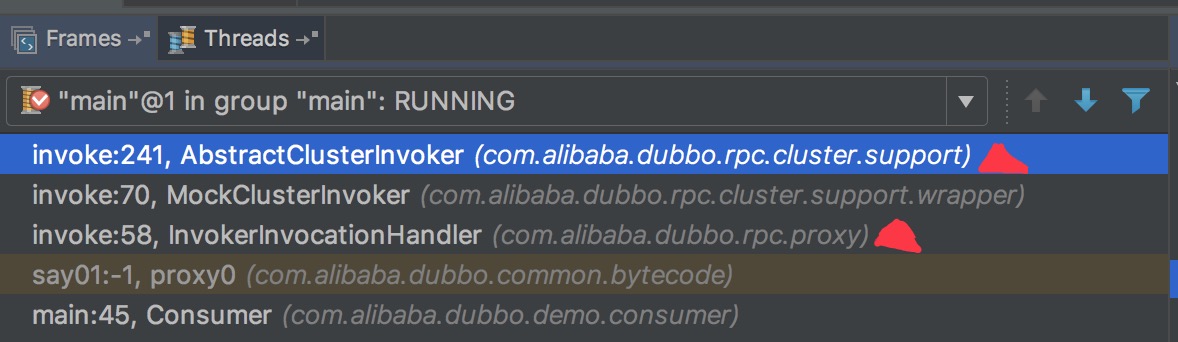 Frames Threads
"main"@1 in group "main": RUNNING
invoke:241, AbstractClusterInvoker (com.alibaba.dubbo.rpc.cluster.support)
invoke:70, MockClusterInvoker (com.alibaba.dubbo.rpc.cluster.support.wrapper)
invoke:58, InvokerInvocationHandler (com.alibaba.dubbo.rpc.proxy)
say01:-1, proxy0 (com.alibaba.dubbo.common.bytecode)
main:45, Consumer (com.alibaba.dubbo.demo.consumer)